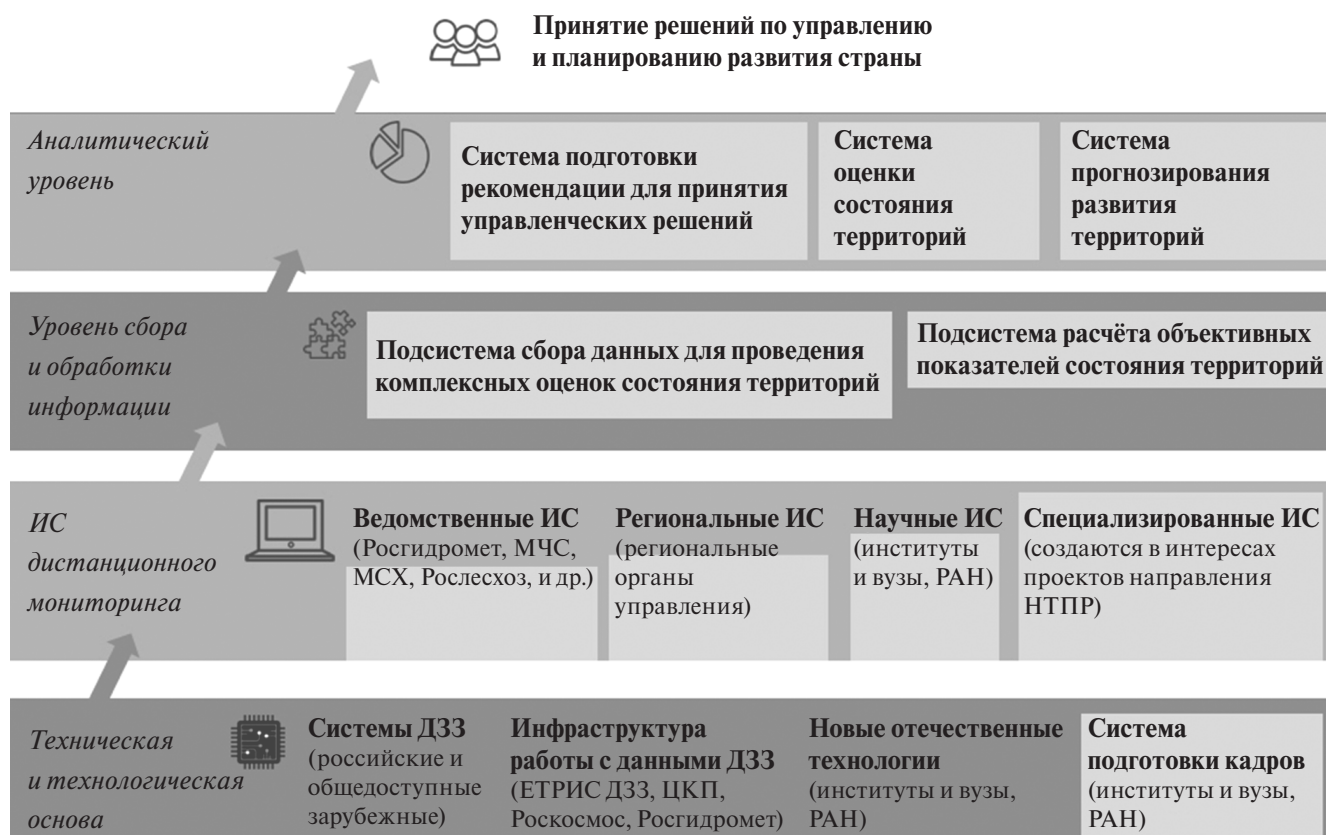 Принятие решений по управлению
и планированию развития страны
Аналитический
уровень
Система подготовки
рекомендации для принятия
управленческих решений
Система
оценки
состояния
территорий
Система
прогнозирования
развития
территорий
Уровень сбора
и обработки
информации
Подсистема сбора данных для проведения
комплексных оценок состояния территорий
Подсистема расчёта объективных
показателей состояния территорий
ИС
дистанционного
мониторинга
Ведомственные ИС
(Росгидромет, МЧС,
МСХ, Рослесхоз, и др.)
Региональные ИС
(региональные
органы
управления)
Научные ИС
(институты
и вузы, РАН)
Специализированные ИС
(создаются в интересах
проектов направления
НТПР)
Техническая
и технологическая
основа
Системы ДЗЗ
(российские и
общедоступные
зарубежные)
Инфраструктура
работы с данными ДЗЗ
(ЕТРИС ДЗЗ, ЦКП,
Роскосмос, Росгидромет)
Новые отечественные
технологии
(институты и вузы,
РАН)
Система
подготовки кадров
(институты и вузы,
РАН)